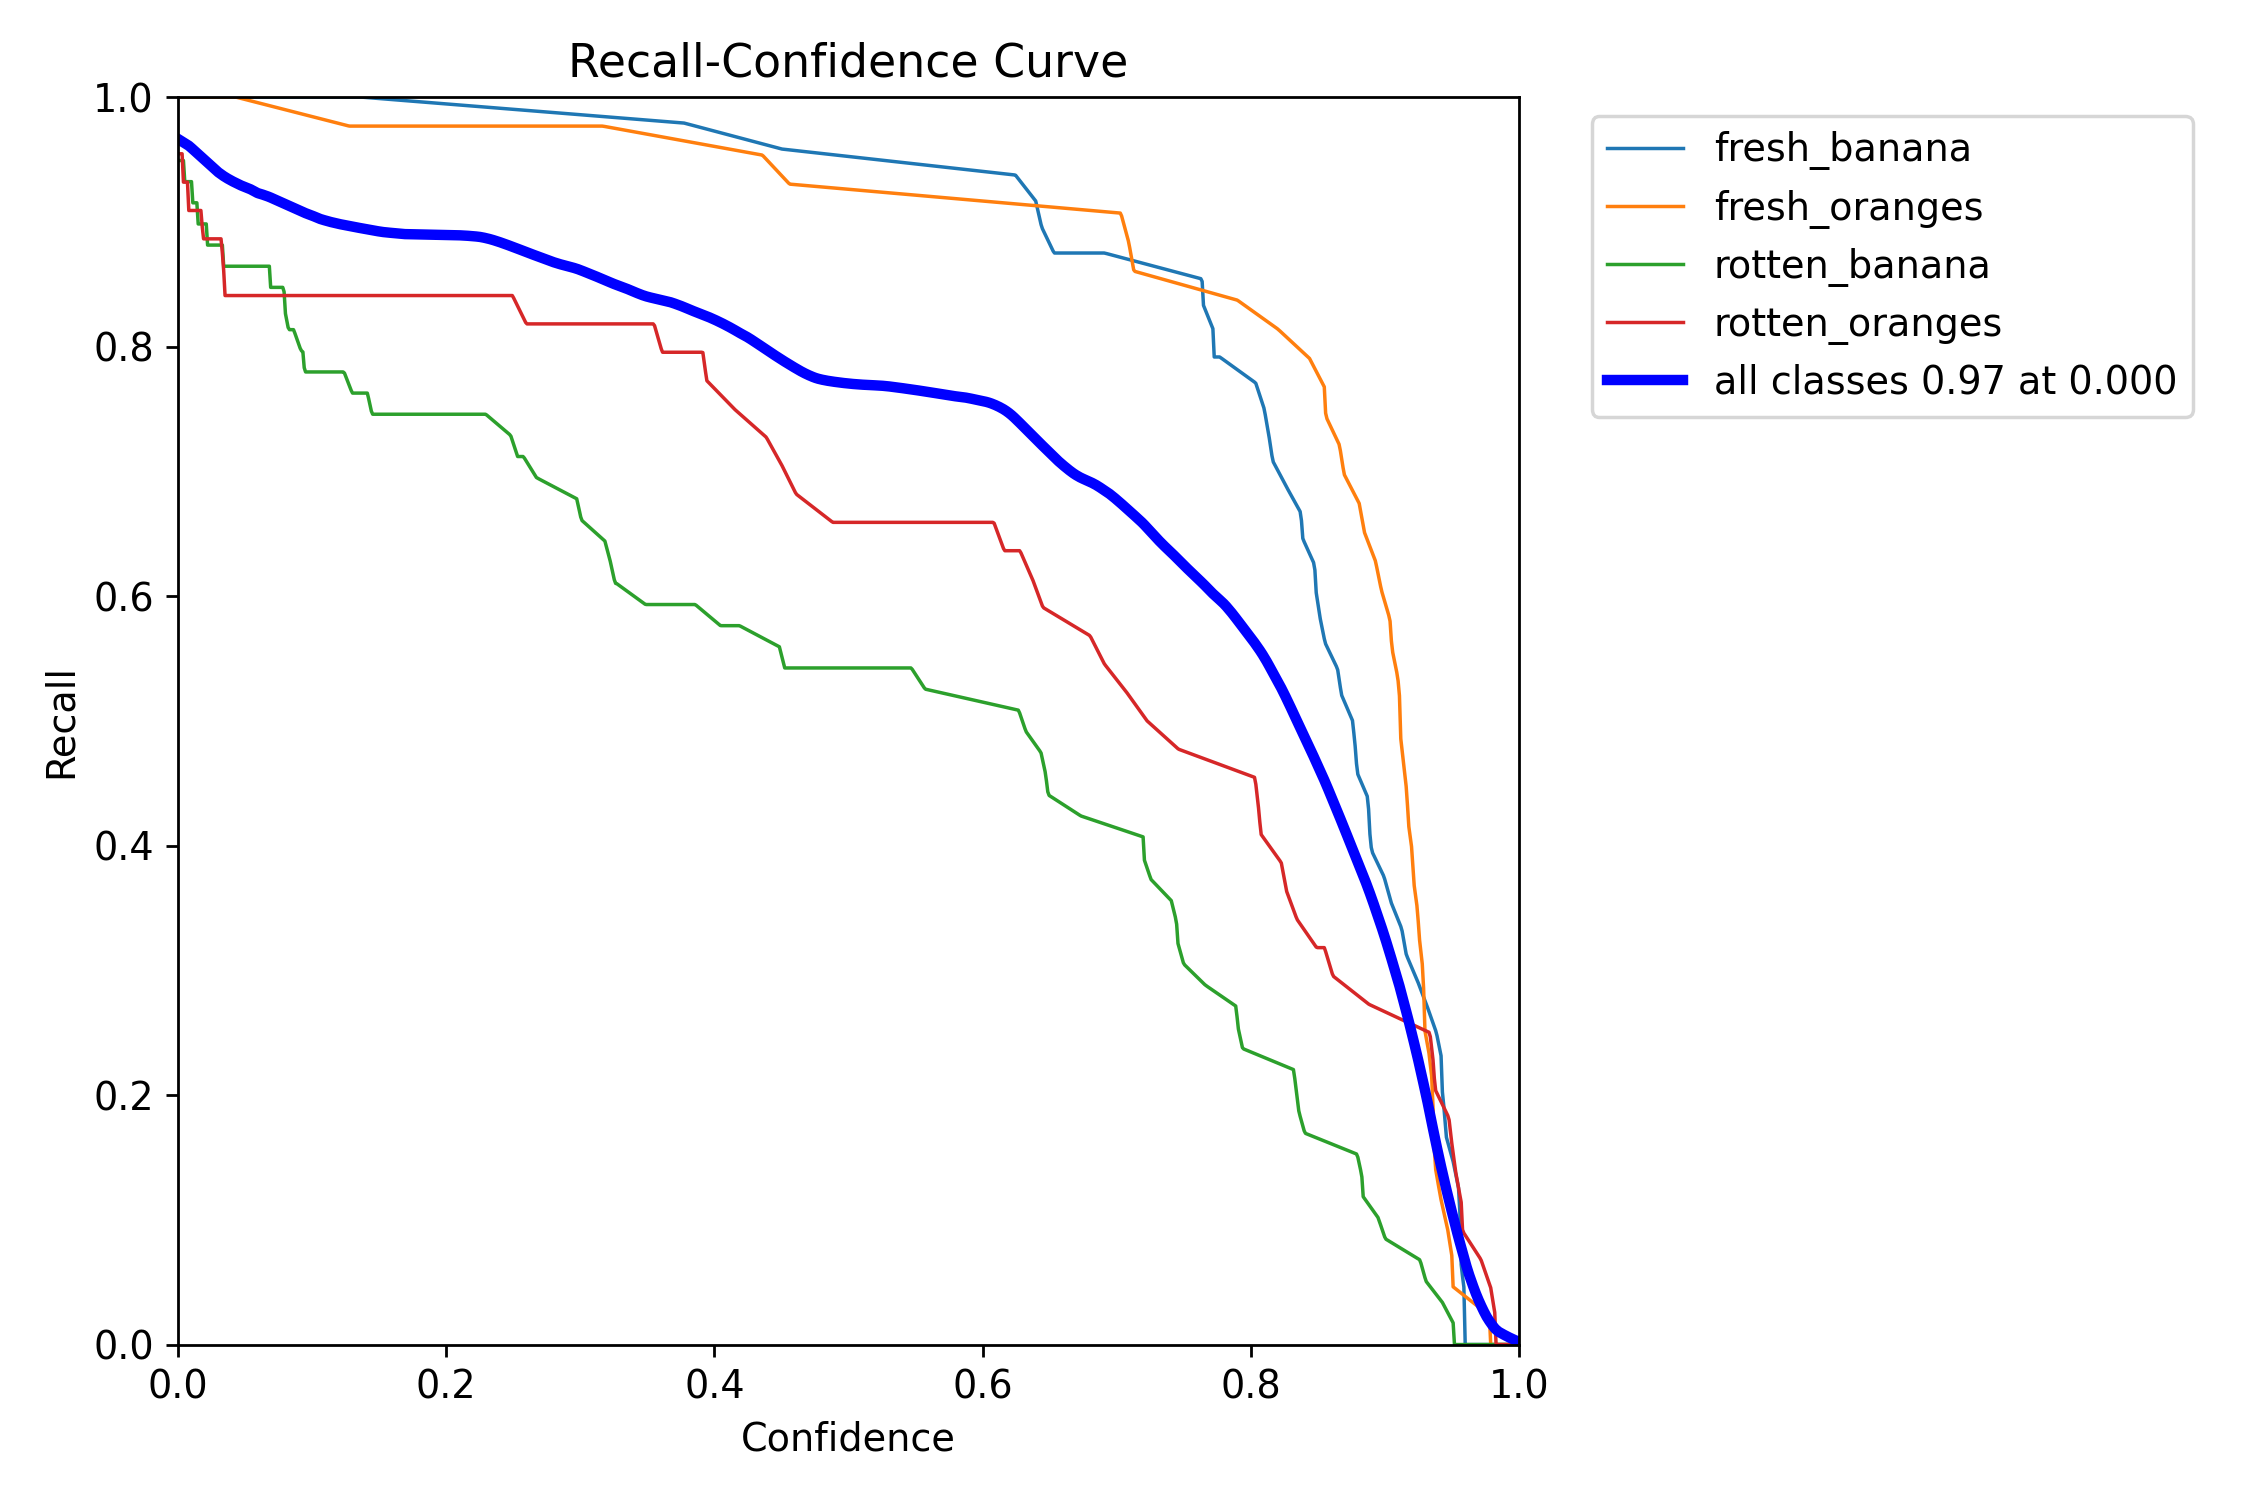 Recall-Confidence Curve
1.0
0.8
0.6
0.4
0.2
0.0
Recall
0.0 0.2 0.4 0.6 0.8 1.0
Confidence
fresh_banana
fresh_oranges
rotten_banana
rotten_oranges
all classes 0.97 at 0.000